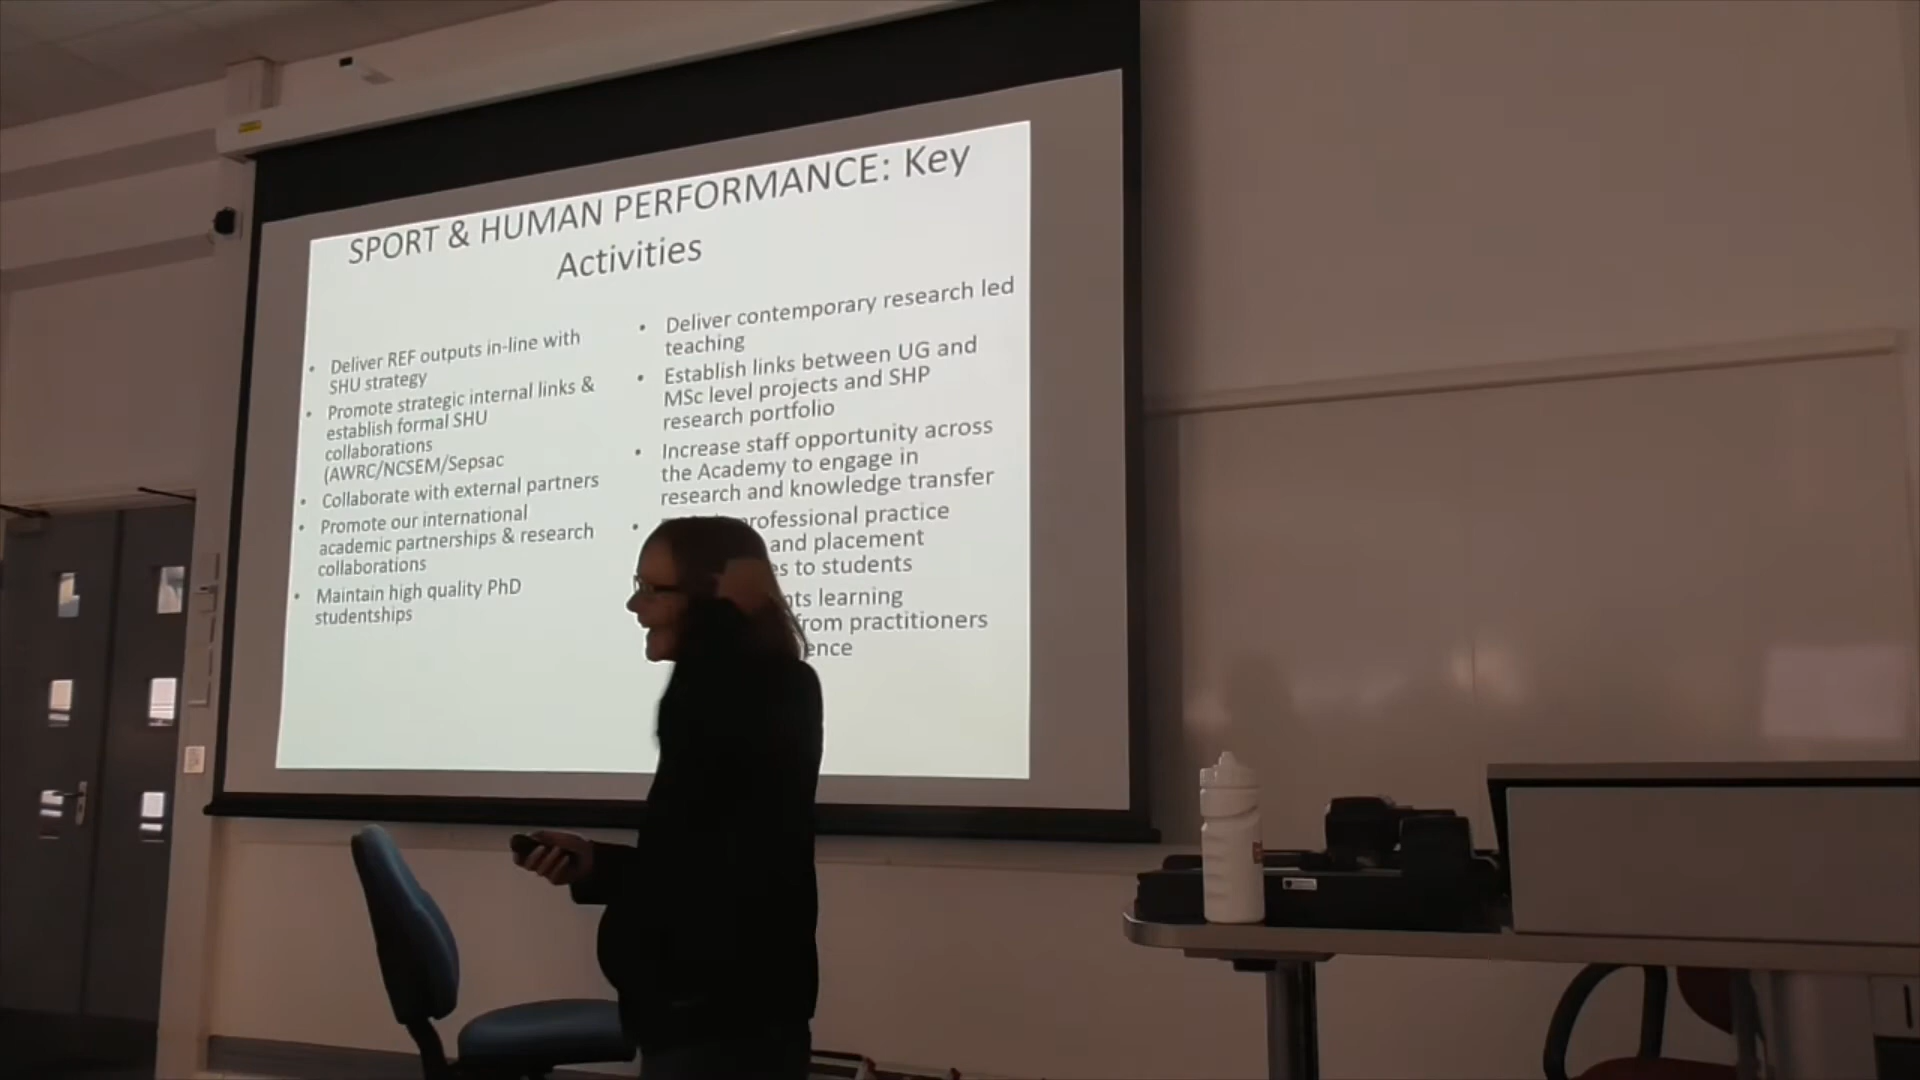 SPORT & HUMAN PERFORMANCE: Key
Activities
• Deliver REF outputs in-line with
SHU strategy
• Promote strategic internal links &
establish formal SHU
collaborations
(AWRC/NCSEM/Sepsac
• Collaborate with external partners
• Promote our international
academic partnerships & research
collaborations
• Maintain high quality PhD
studentships
• Deliver contemporary research led
teaching
• Establish links between UG and
MSc level projects and SHP
research portfolio
• Increase staff opportunity across
the Academy to engage in
research and knowledge transfer
• professional practice
and placement
to students
learning
from practitioners